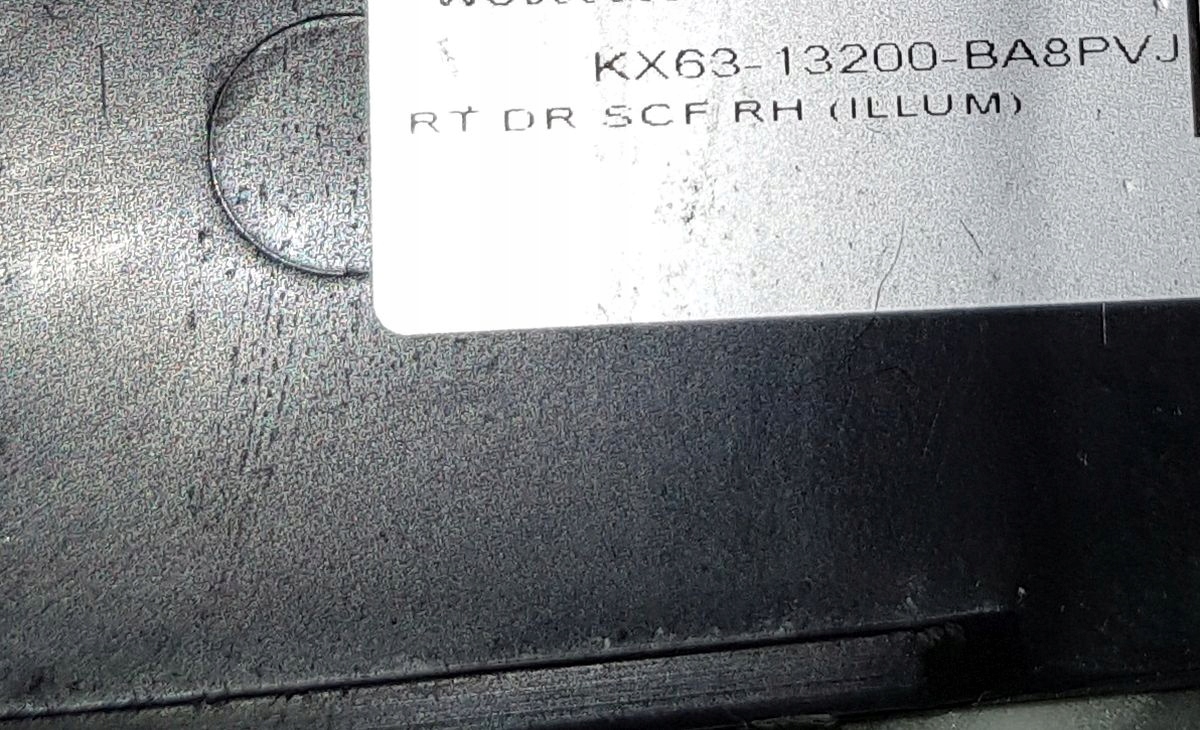 KX63-13200-BA8PVJ
RT DR SCF RH (ILLUM)